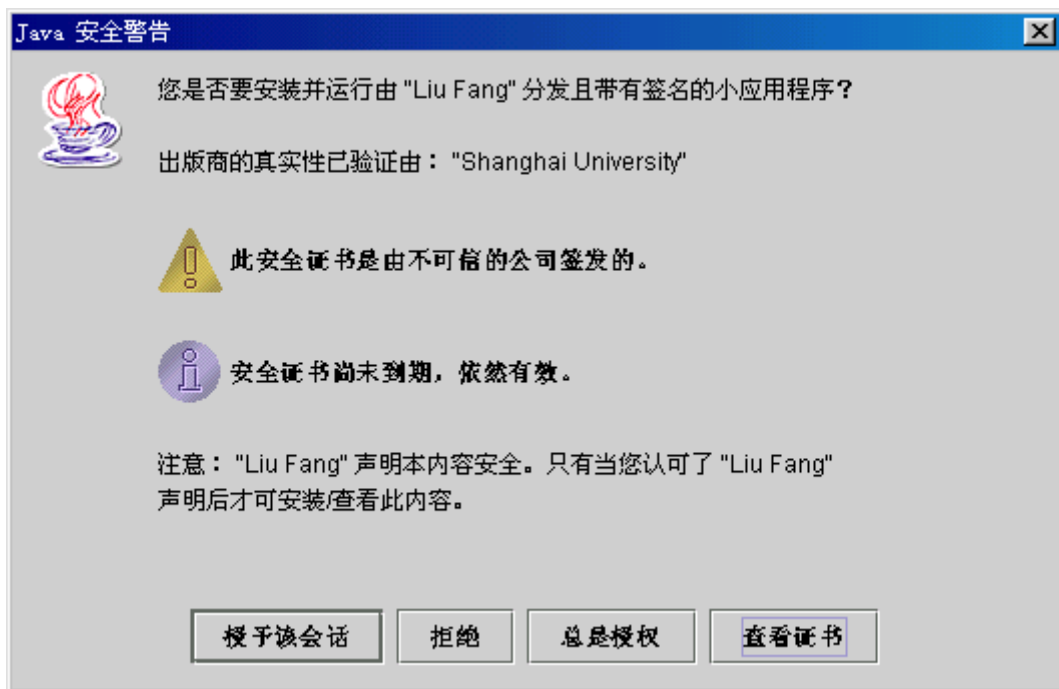 Java 安全警告
您是否要安装并运行由 "Liu Fang" 分发且带有签名的小应用程序？
出版商的真实性已验证由： "Shanghai University"
此安全证书是由不可信的公司签发的。
安全证书尚未到期，依然有效。
注意： "Liu Fang" 声明本内容安全。只有当您认可了 "Liu Fang"
声明后才可安装/查看此内容。
授予该会话 拒绝 总是授权 查看证书